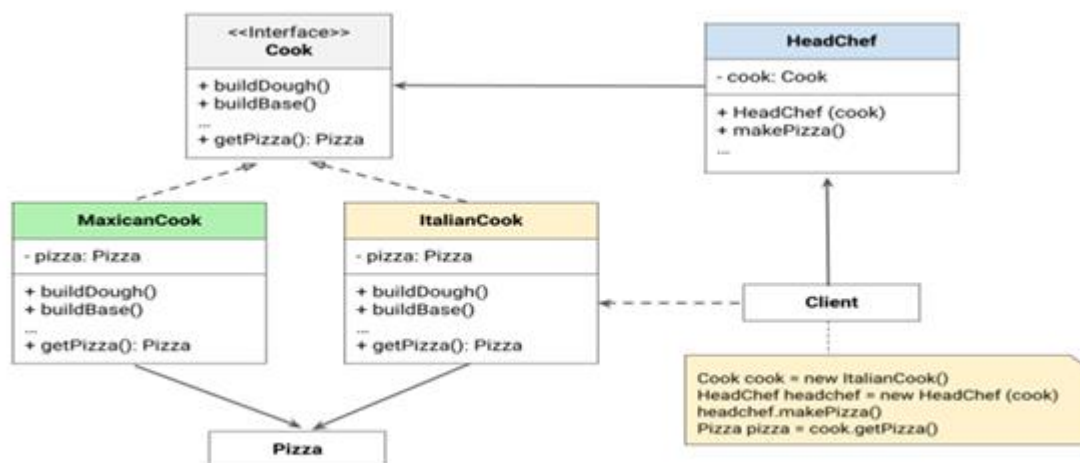 <<Interface>>
Cook
+ buildDough()
+ buildBase()
...
+ getPizza(): Pizza
HeadChef
- cook: Cook
+ HeadChef (cook)
+ makePizza()
...
MaxicanCook
- pizza: Pizza
+ buildDough()
+ buildBase()
...
+ getPizza(): Pizza
ItalianCook
- pizza: Pizza
+ buildDough()
+ buildBase()
...
+ getPizza(): Pizza
Client
Cook cook = new ItalianCook()
HeadChef headchef = new HeadChef (cook)
headchef.makePizza()
Pizza pizza = cook.getPizza()
Pizza